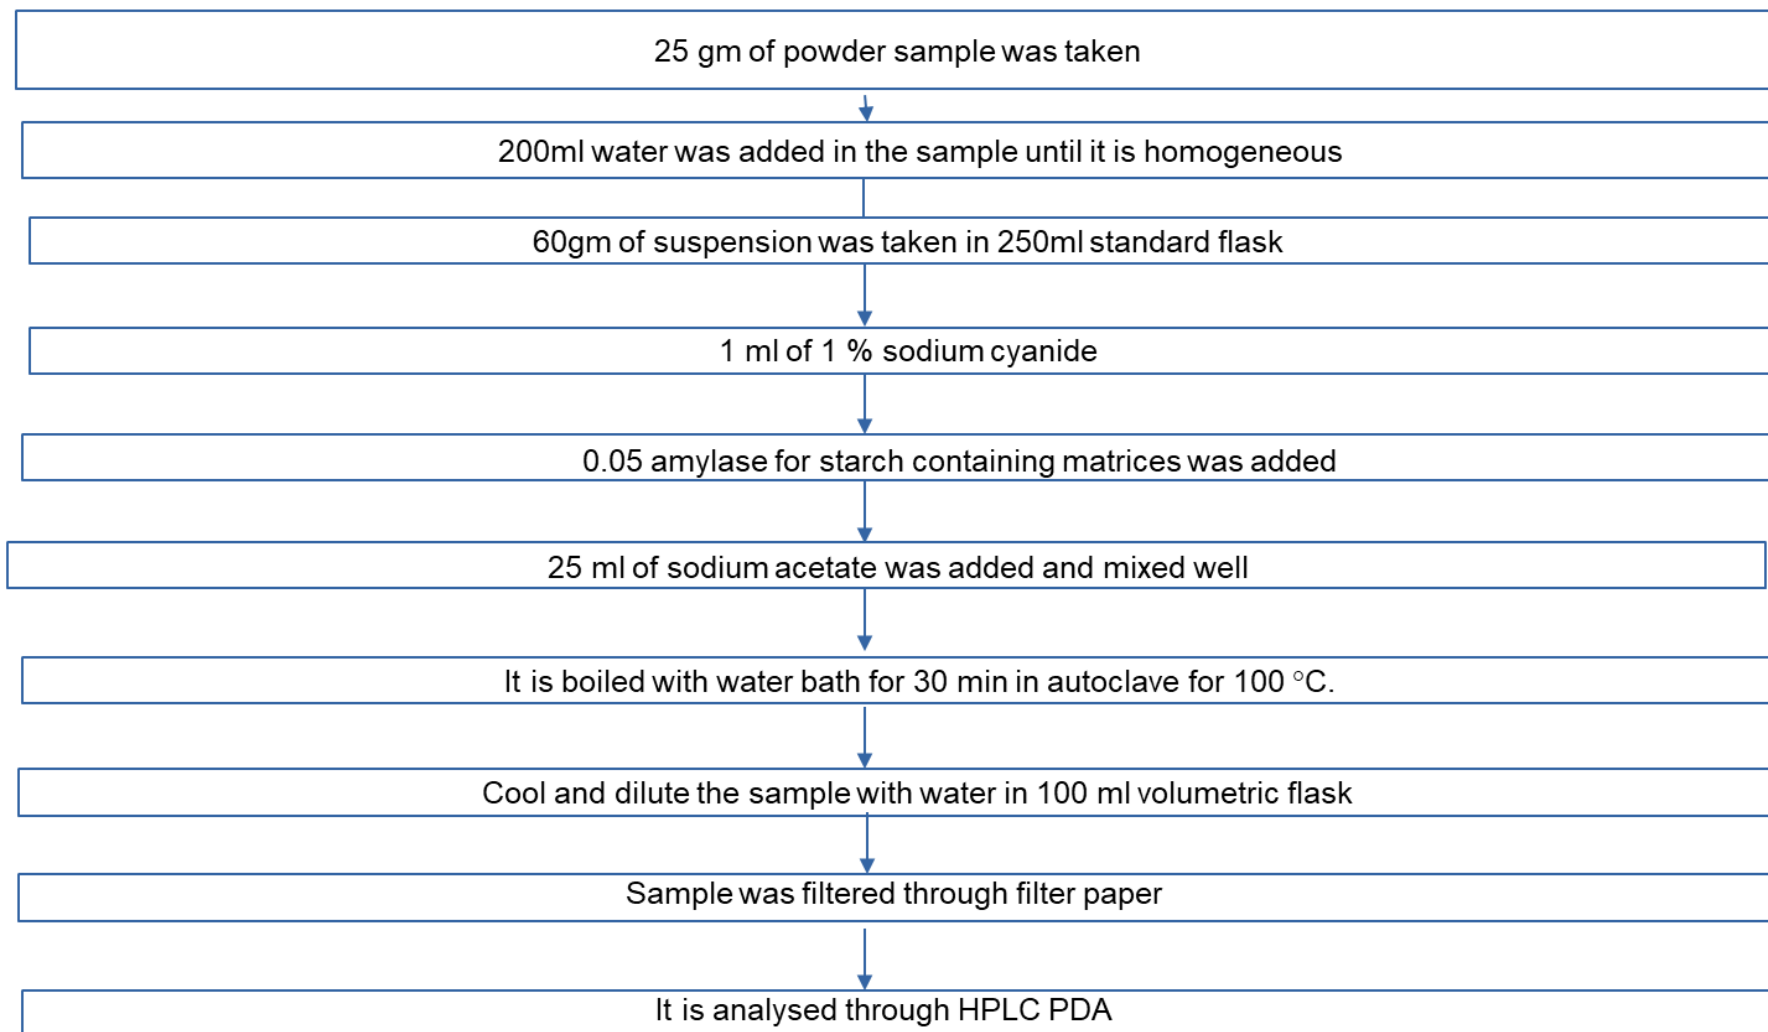 25 gm of powder sample was taken
200ml water was added in the sample until it is homogeneous
60gm of suspension was taken in 250ml standard flask
1 ml of 1 % sodium cyanide
0.05 amylase for starch containing matrices was added
25 ml of sodium acetate was added and mixed well
It is boiled with water bath for 30 min in autoclave for 100 °C.
Cool and dilute the sample with water in 100 ml volumetric flask
Sample was filtered through filter paper
It is analysed through HPLC PDA